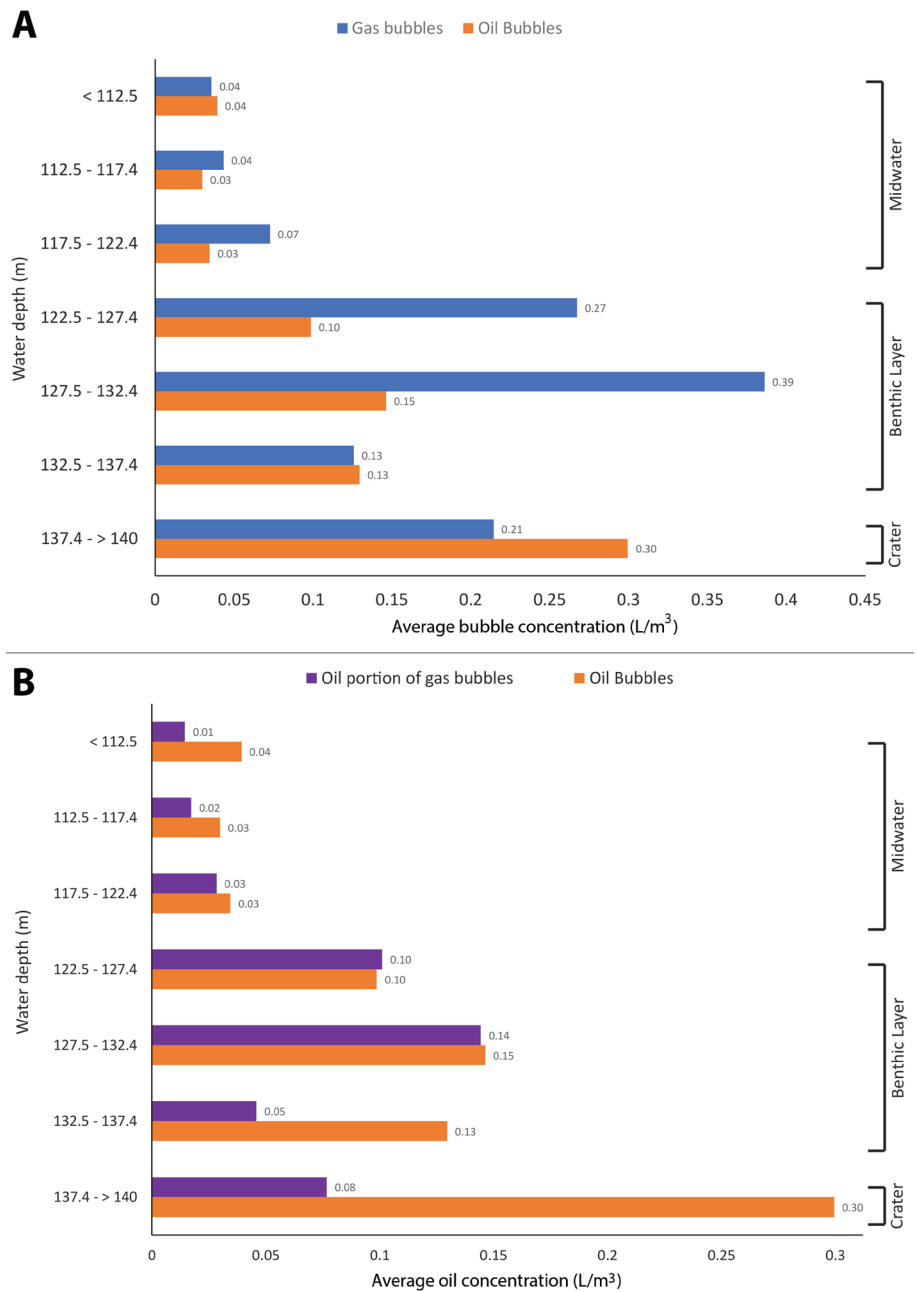 A
Gas bubbles Oil Bubbles
Water depth (m)
< 112.5
0.04
0.04
112.5 - 117.4
0.04
0.03
117.5 - 122.4
0.07
0.03
122.5 - 127.4
0.27
0.10
127.5 - 132.4
0.39
0.15
132.5 - 137.4
0.13
0.13
137.4 - > 140
0.21
0.30
Midwater
Benthic Layer
Crater
0 0.05 0.1 0.15 0.2 0.25 0.3 0.35 0.4 0.45
Average bubble concentration (L/m³)
B
Oil portion of gas bubbles Oil Bubbles
Water depth (m)
< 112.5
0.01
0.04
112.5 - 117.4
0.02
0.03
117.5 - 122.4
0.03
0.03
122.5 - 127.4
0.10
0.10
127.5 - 132.4
0.14
0.15
132.5 - 137.4
0.05
0.13
137.4 - > 140
0.08
0.30
Midwater
Benthic Layer
Crater
0 0.05 0.1 0.15 0.2 0.25 0.3
Average oil concentration (L/m³)